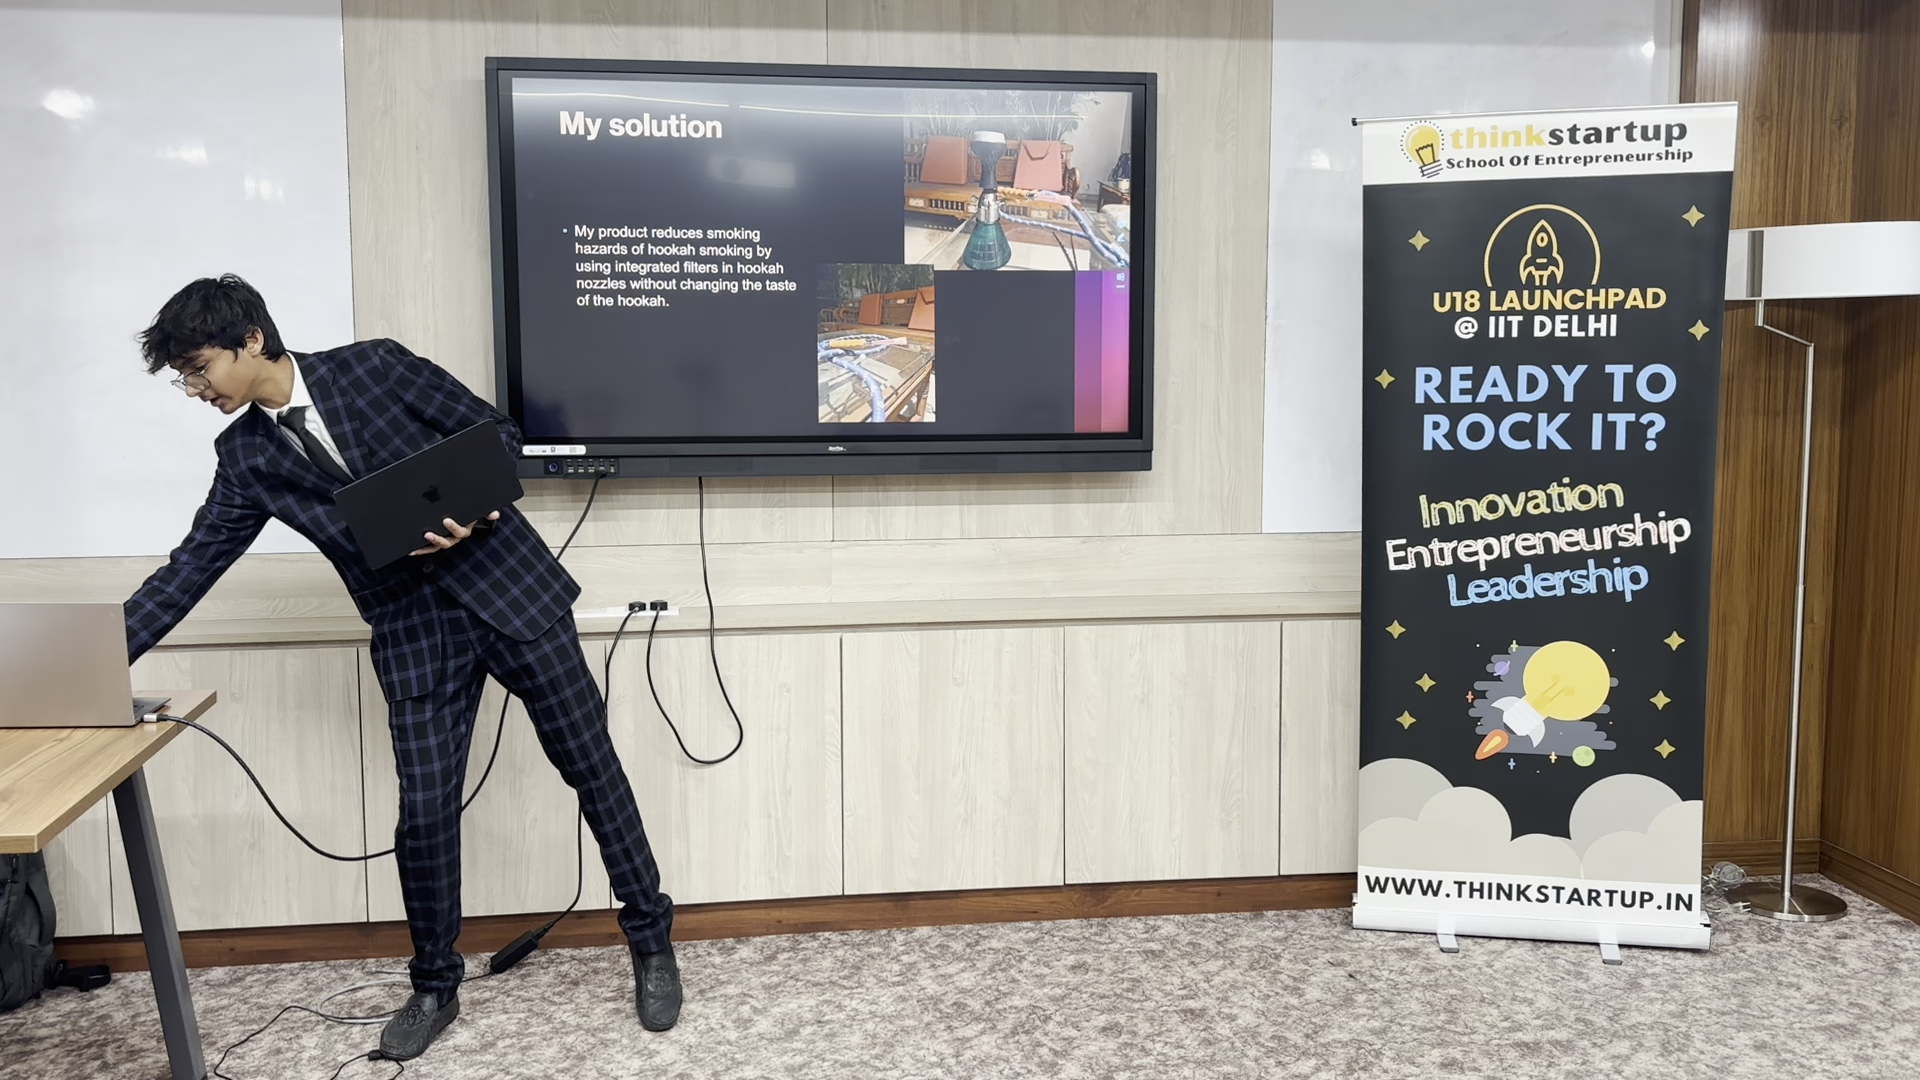 My solution
• My product reduces smoking
hazards of hookah smoking by
using integrated filters in hookah
nozzles without changing the taste
of the hookah.
thinkstartup
School Of Entrepreneurship
U18 LAUNCHPAD
@ IIT DELHI
READY TO
ROCK IT?
Innovation
Entrepreneurship
Leadership
WWW.THINKSTARTUP.IN